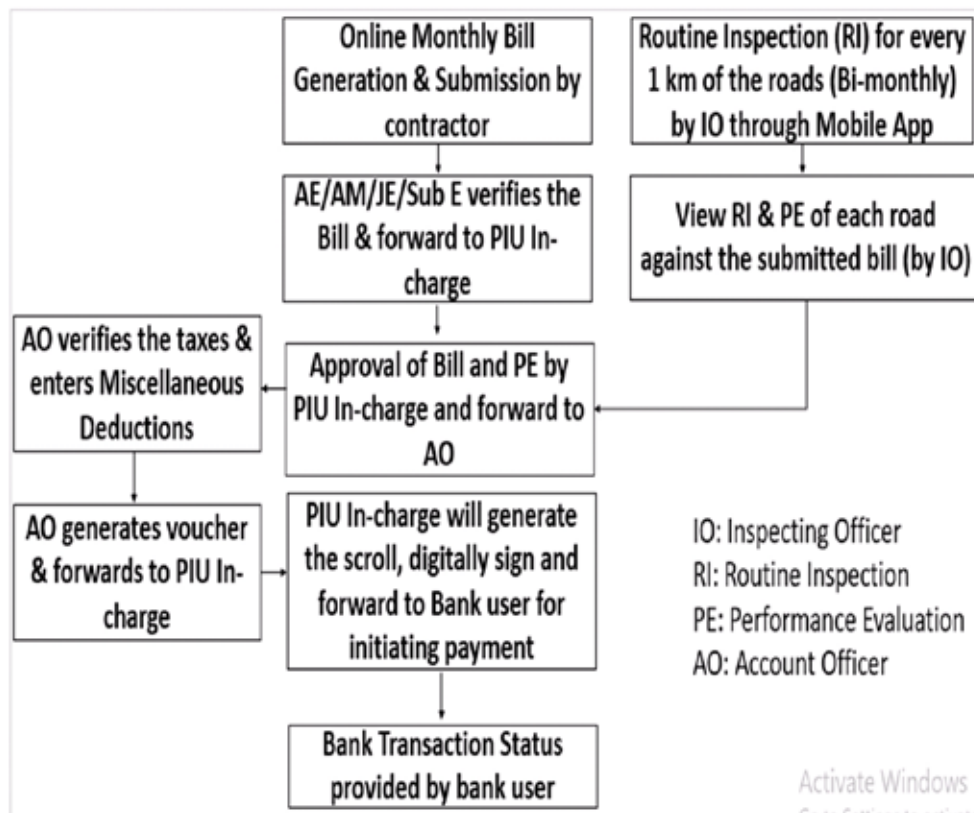 Online Monthly Bill
Generation & Submission by
contractor
Routine Inspection (RI) for every
1 km of the roads (Bi-monthly)
by IO through Mobile App
AE/AM/JE/Sub E verifies the
Bill & forward to PIU In-
charge
View RI & PE of each road
against the submitted bill (by IO)
AO verifies the taxes &
enters Miscellaneous
Deductions
Approval of Bill and PE by
PIU In-charge and forward to
AO
AO generates voucher
& forwards to PIU In-
charge
PIU In-charge will generate
the scroll, digitally sign and
forward to Bank user for
initiating payment
IO: Inspecting Officer
RI: Routine Inspection
PE: Performance Evaluation
AO: Account Officer
Bank Transaction Status
provided by bank user
Activate Windows